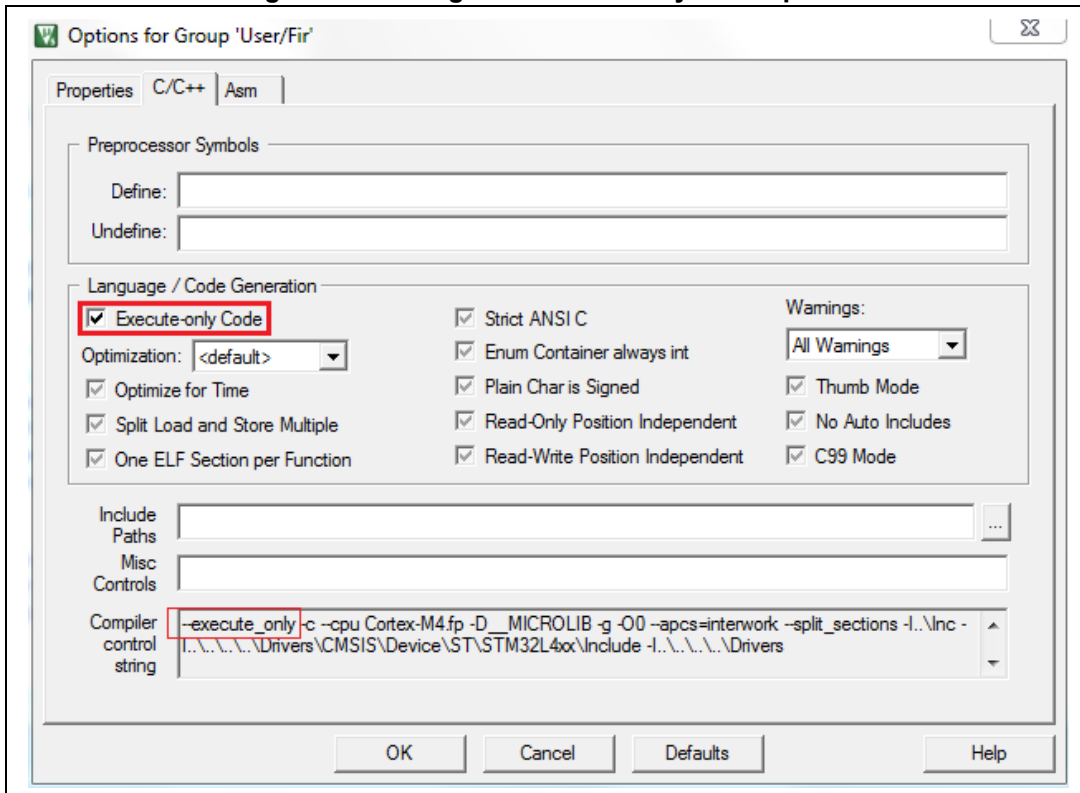 Options for Group 'User/Fir'
Properties C/C++ Asm
Preprocessor Symbols
Define:
Undefine:
Language / Code Generation
Execute-only Code
Strict ANSI C
Warnings:
Optimization: <default>
Enum Container always int
All Warnings
Optimize for Time
Plain Char is Signed
Thumb Mode
Split Load and Store Multiple
Read-Only Position Independent
No Auto Includes
One ELF Section per Function
Read-Write Position Independent
C99 Mode
Include
Paths
...
Misc
Controls
Compiler
control
string
--execute_only -c --cpu Cortex-M4.fp -D__MICROLIB -g -O0 --apcs=interwork --split_sections -I..\Inc -
I..\..\..\..\Drivers\CMSIS\Device\ST\STM32L4xx\Include -I..\..\..\..\Drivers
OK Cancel Defaults Help